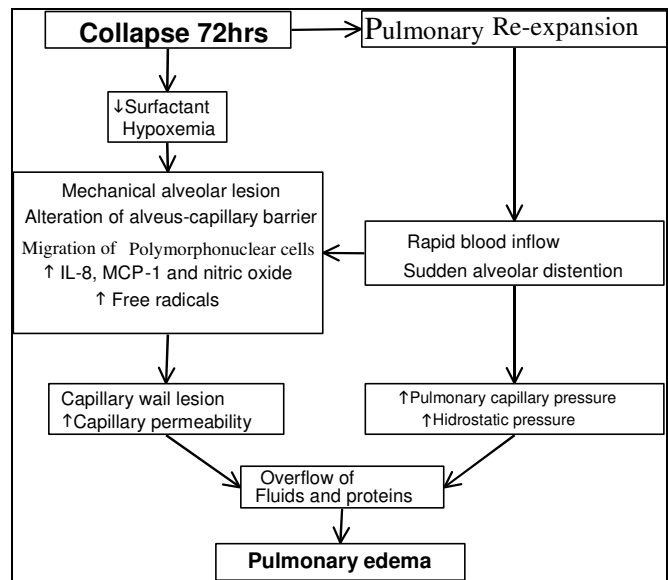 Collapse 72hrs
Pulmonary Re-expansion
↓Surfactant
Hypoxemia
Mechanical alveolar lesion
Alteration of alveus-capillary barrier
Migration of Polymorphonuclear cells
↑ IL-8, MCP-1 and nitric oxide
↑ Free radicals
Rapid blood inflow
Sudden alveolar distention
Capillary wail lesion
↑Capillary permeability
↑Pulmonary capillary pressure
↑Hidrostatic pressure
Overflow of
Fluids and proteins
Pulmonary edema